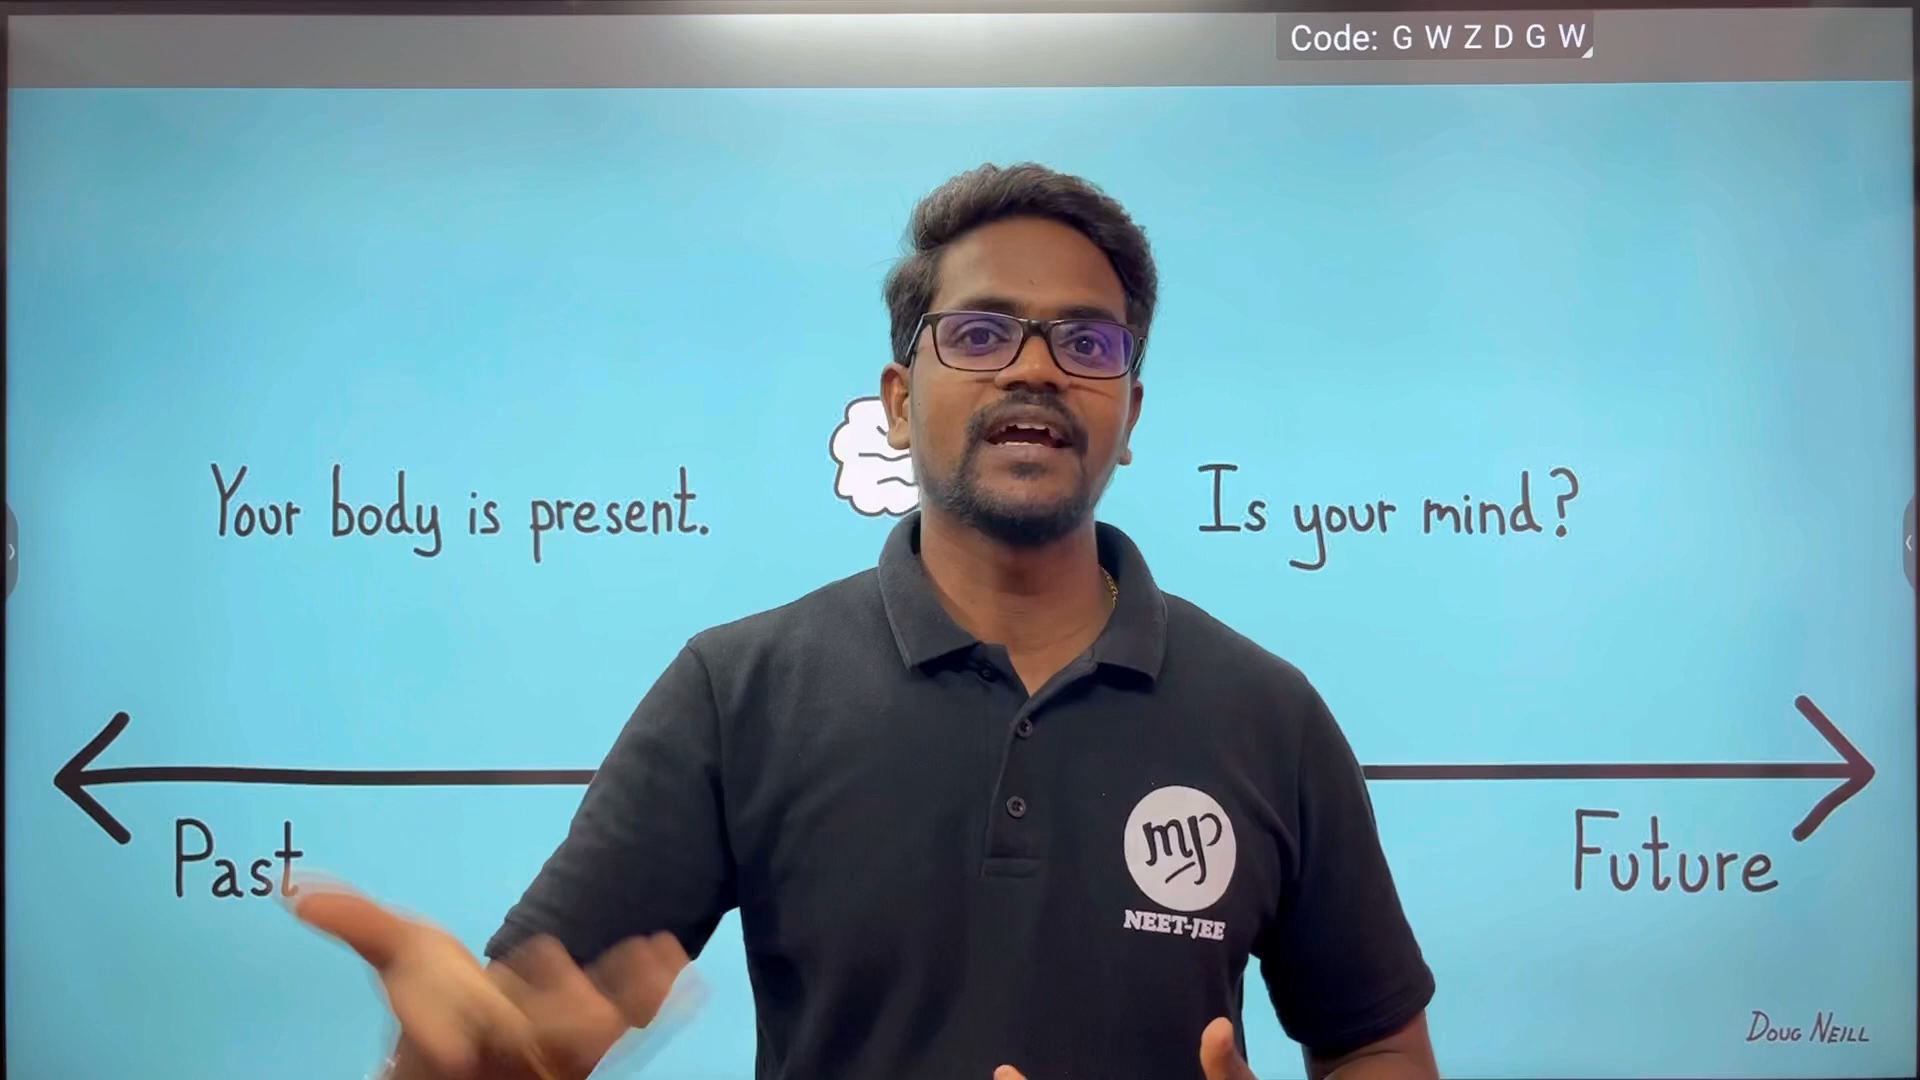 Code: G W Z D G W
Your body is present.
Is your mind?
Past
Future
mp
NEET-JEE
DOUG NEILL